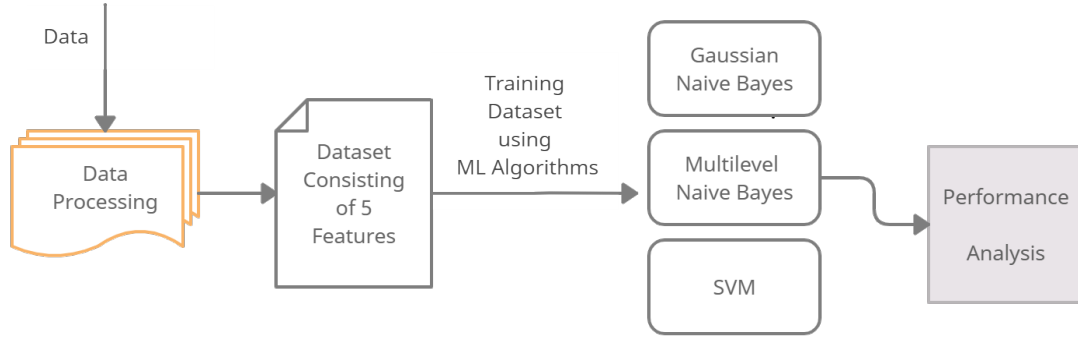 Data
Data
Processing
Dataset
Consisting
of 5
Features
Training
Dataset
using
ML Algorithms
Gaussian
Naive Bayes
Multilevel
Naive Bayes
SVM
Performance
Analysis